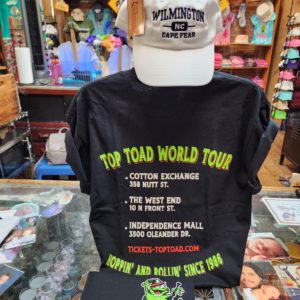 WILMINGTON
NC
CAPE FEAR
TOP TOAD WORLD TOUR
. COTTON EXCHANGE
358 NUTT ST.
. THE WEST END
10 N FRONT ST.
. INDEPENDENCE MALL
3500 OLEANDER DR.
TICKETS-TOPTOAD.COM
HOPPIN' AND ROLLIN' SINCE 1986